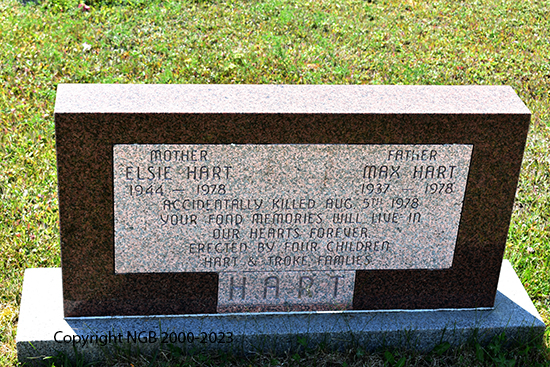 MOTHER FATHER
ELSIE HART MAX HART
1944 — 1978 1937 — 1978
ACCIDENTALLY KILLED AUG. 5TH 1978
YOUR FOND MEMORIES WILL LIVE IN
OUR HEARTS FOREVER
ERECTED BY FOUR CHILDREN
HART & TROKE FAMILIES
HART
Copyright NGB 2000-2023